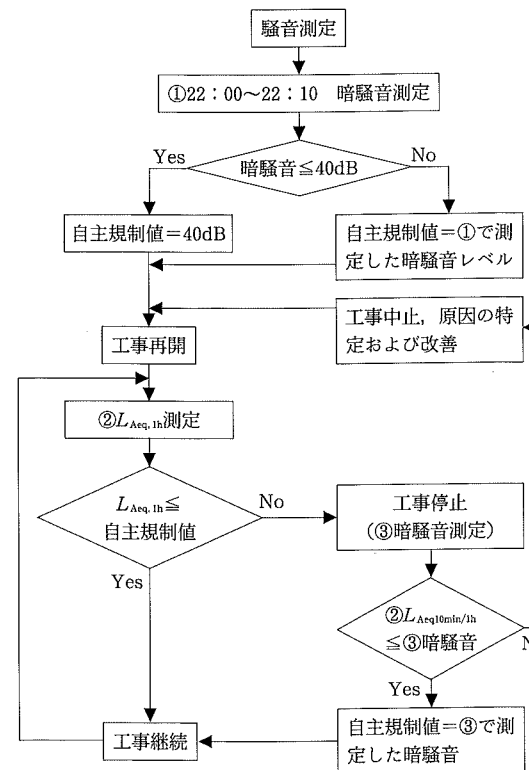 騒音測定
①22：00～22：10　暗騒音測定
Yes
暗騒音≦40dB
No
自主規制値＝40dB
自主規制値＝①で測
定した暗騒音レベル
工事中止，原因の特
定および改善
工事再開
②LAeq, 1h測定
LAeq, 1h≦
自主規制値
No
工事停止
（③暗騒音測定）
Yes
②LAeq10min/1h
≦③暗騒音
N
Yes
自主規制値＝③で測
定した暗騒音
工事継続